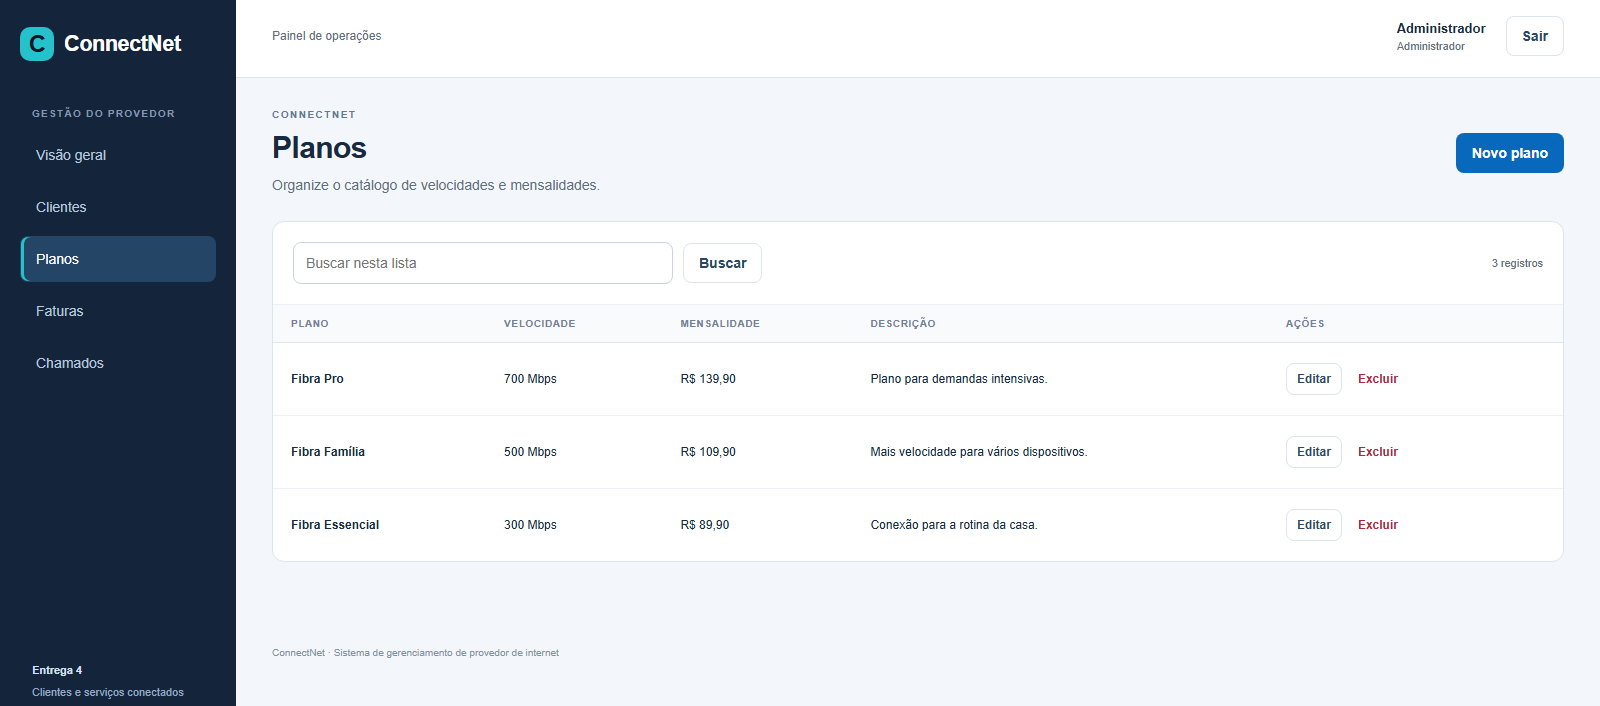 C ConnectNet
GESTÃO DO PROVEDOR
Visão geral
Clientes
Planos
Faturas
Chamados
Entrega 4
Clientes e serviços conectados
Painel de operações
Administrador
Administrador
Sair
CONNECTNET
Planos
Organize o catálogo de velocidades e mensalidades.
Novo plano
Buscar nesta lista Buscar 3 registros
PLANO VELOCIDADE MENSALIDADE DESCRIÇÃO AÇÕES
Fibra Pro 700 Mbps R$ 139,90 Plano para demandas intensivas. Editar Excluir
Fibra Família 500 Mbps R$ 109,90 Mais velocidade para vários dispositivos. Editar Excluir
Fibra Essencial 300 Mbps R$ 89,90 Conexão para a rotina da casa. Editar Excluir
ConnectNet · Sistema de gerenciamento de provedor de internet